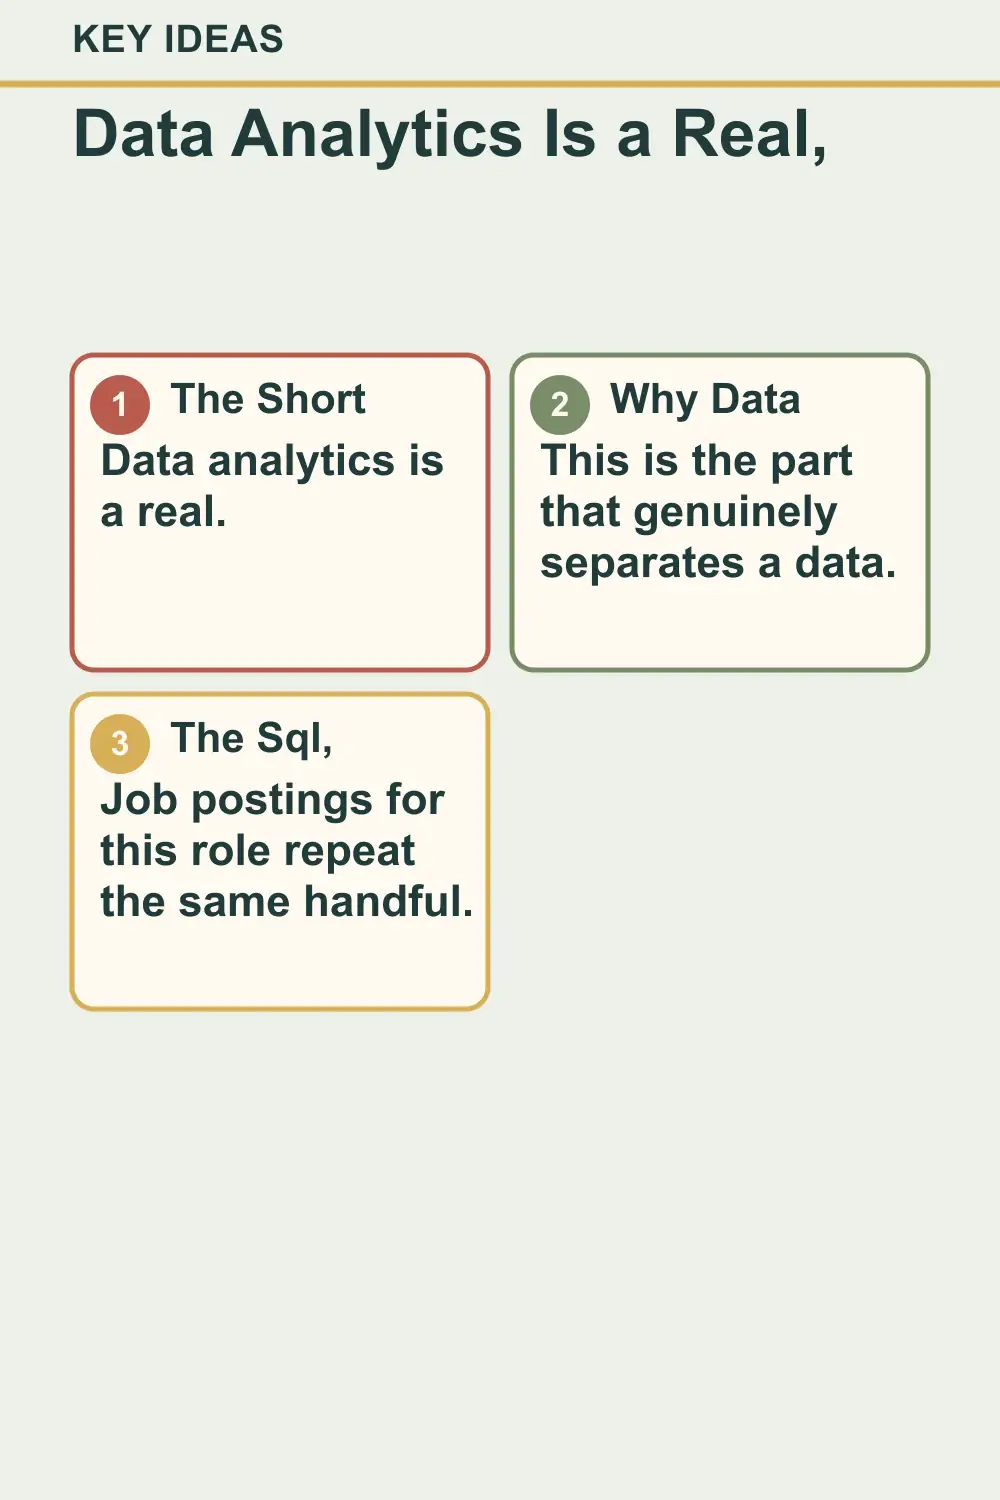 KEY IDEAS
Data Analytics Is a Real,
1
The Short
Data analytics is
a real.
2
Why Data
This is the part
that genuinely
separates a data.
3
The Sql,
Job postings for
this role repeat
the same handful.